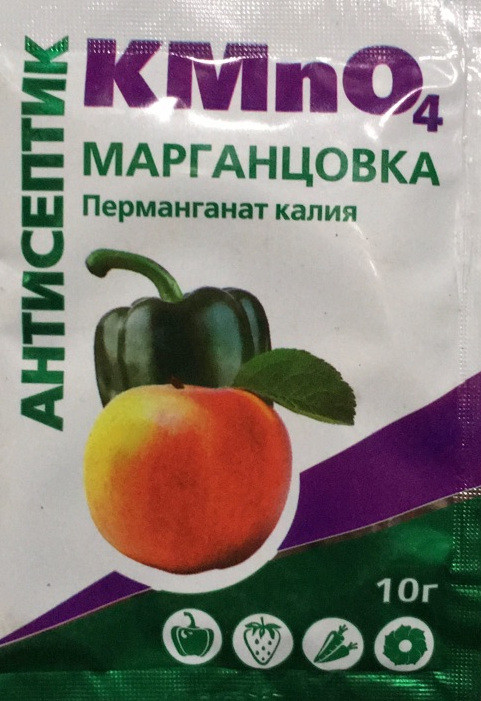 АНТИСЕПТИК
KMnO₄
МАРГАНЦОВКА
Перманганат калия
10г